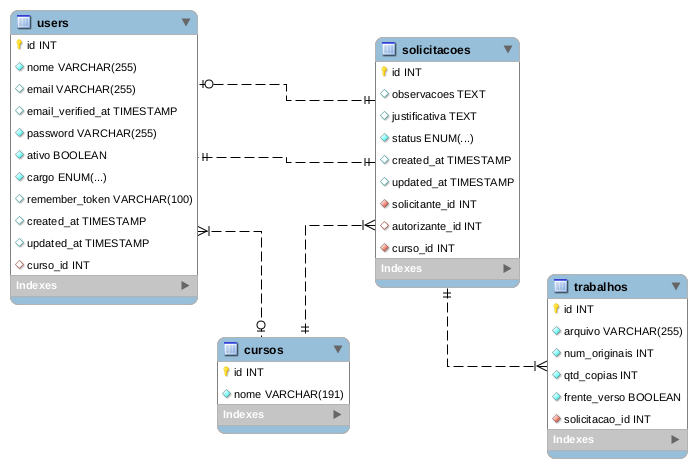 users
id INT
nome VARCHAR(255)
email VARCHAR(255)
email_verified_at TIMESTAMP
password VARCHAR(255)
ativo BOOLEAN
cargo ENUM(...)
remember_token VARCHAR(100)
created_at TIMESTAMP
updated_at TIMESTAMP
curso_id INT
Indexes
solicitacoes
id INT
observacoes TEXT
justificativa TEXT
status ENUM(...)
created_at TIMESTAMP
updated_at TIMESTAMP
solicitante_id INT
autorizante_id INT
curso_id INT
Indexes
cursos
id INT
nome VARCHAR(191)
Indexes
trabalhos
id INT
arquivo VARCHAR(255)
num_originais INT
qtd_copias INT
frente_verso BOOLEAN
solicitacao_id INT
Indexes